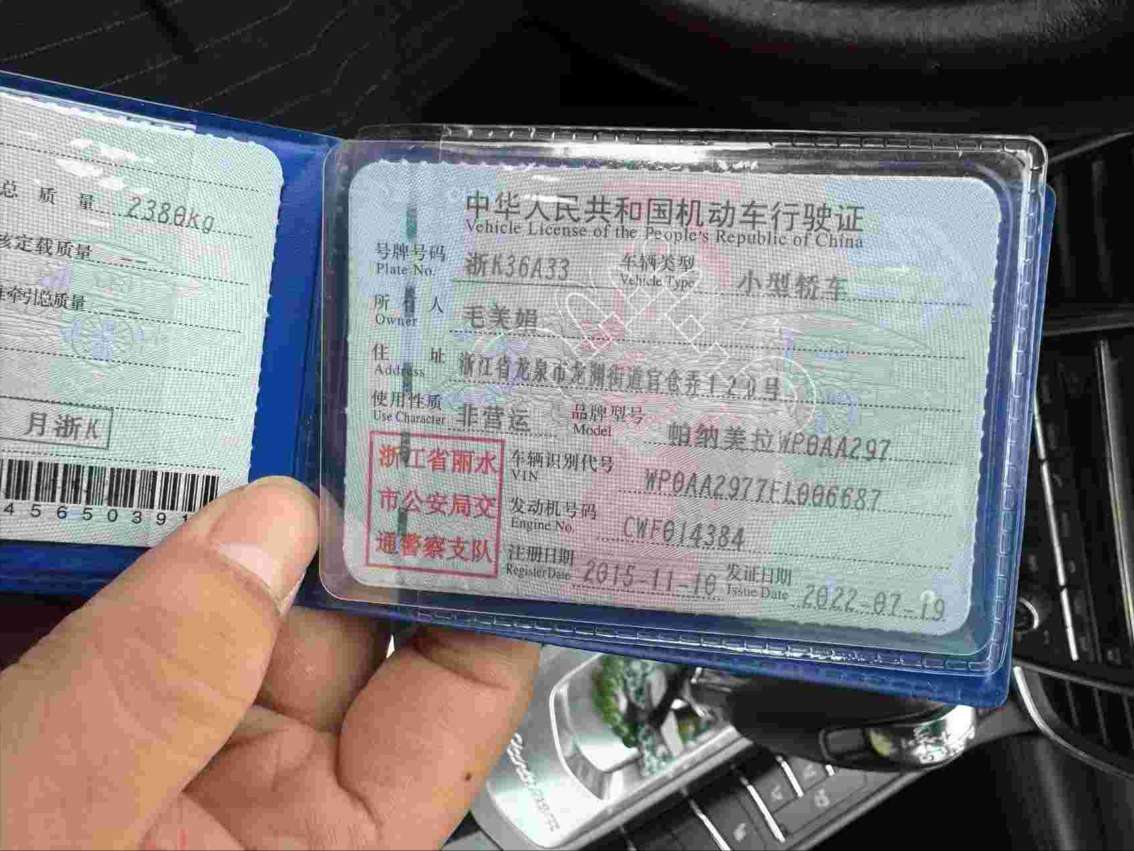 总 质 量 2380kg
核定载质量 --
准牵引总质量 --
月浙K
中华人民共和国机动车行驶证
Vehicle License of the People's Republic of China
号牌号码 浙K36A33 车辆类型 小型轿车
Plate No. Vehicle Type
所 有 人 毛美娟
Owner
住 址 浙江省龙泉市龙渊街道官仓弄120号
Address
使用性质 非营运 品牌型号 帕纳美拉WP0AA297
Use Character Model
浙江省丽水
市公安局交
通警察支队
车辆识别代号 WP0AA2977FL006687
VIN
发动机号码 CWF014384
Engine No.
注册日期 2015-11-10 发证日期 2022-07-19
Register Date Issue Date